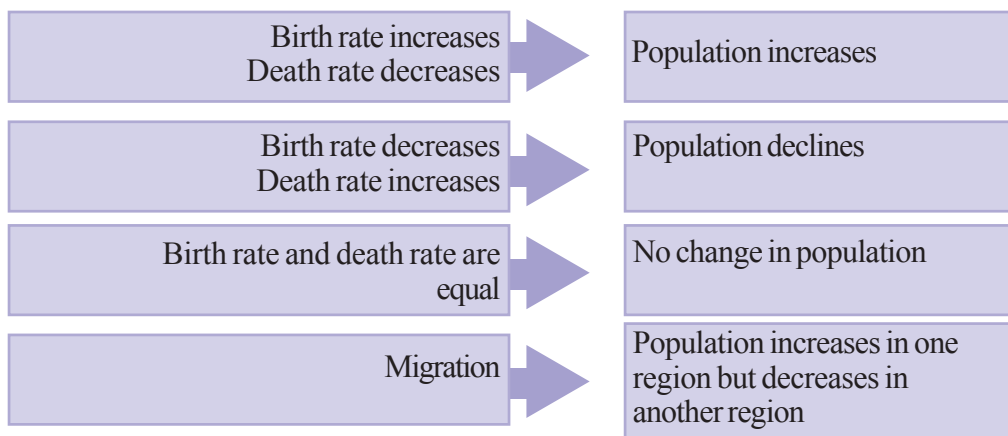 Birth rate increases
Death rate decreases
Population increases
Birth rate decreases
Death rate increases
Population declines
Birth rate and death rate are
equal
No change in population
Migration
Population increases in one
region but decreases in
another region